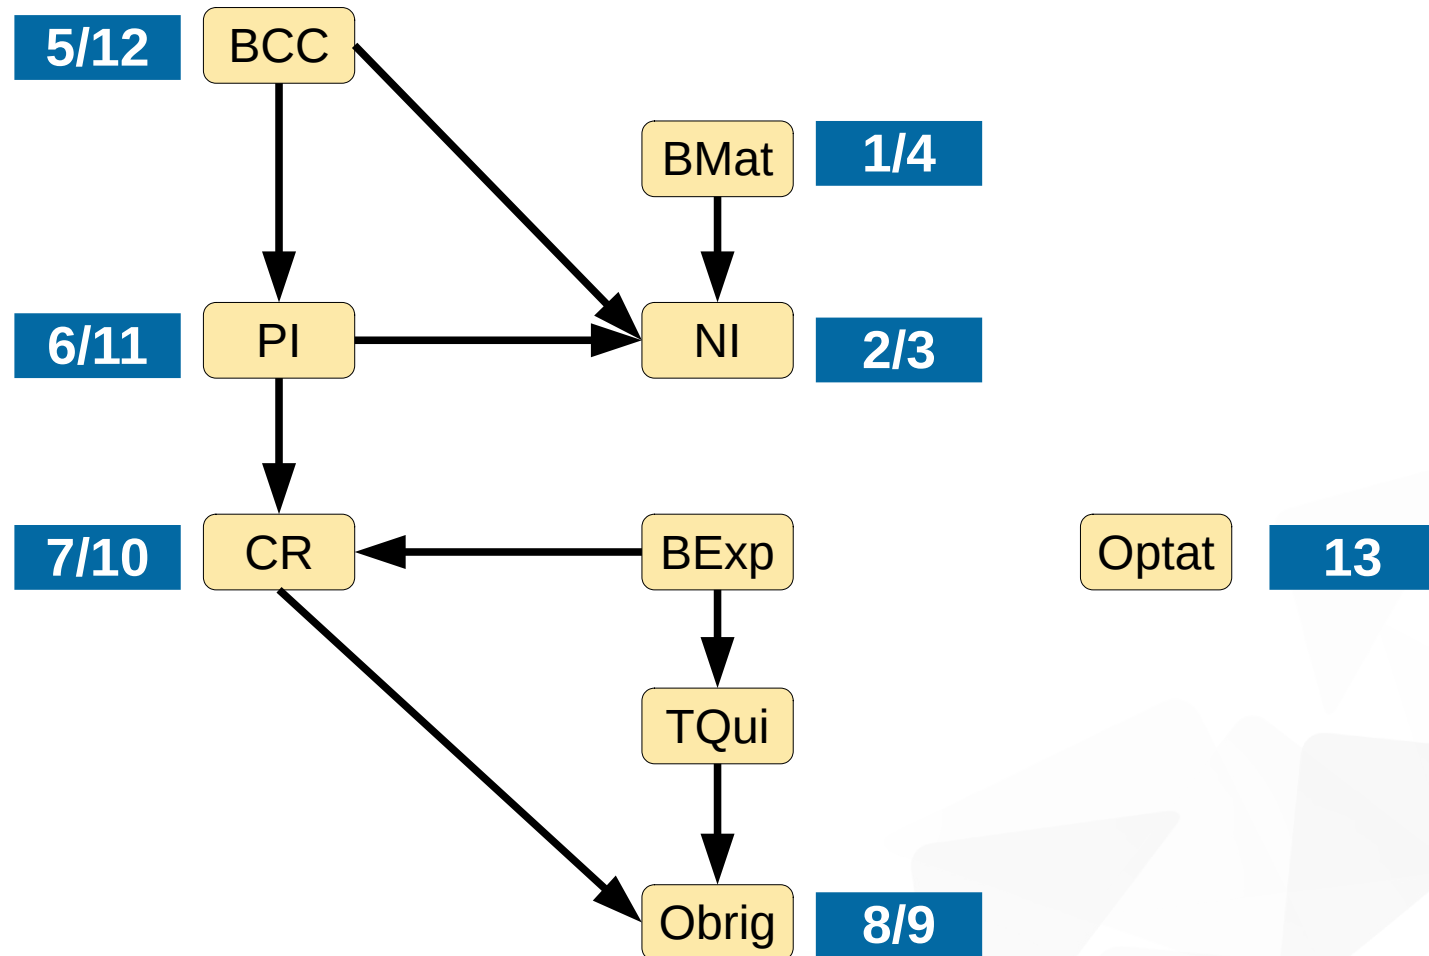 5/12 BCC
BMat 1/4
6/11 PI NI 2/3
7/10 CR BExp Optat 13
TQui
Obrig 8/9